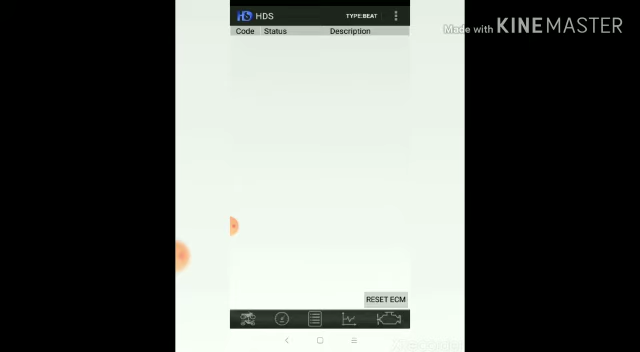 HDS TYPE:BEAT
Made with KINEMASTER
Code Status Description
RESET ECM